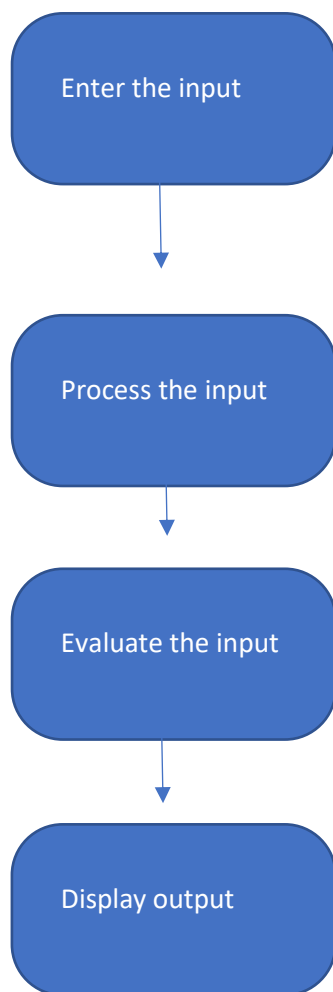 Enter the input
Process the input
Evaluate the input
Display output